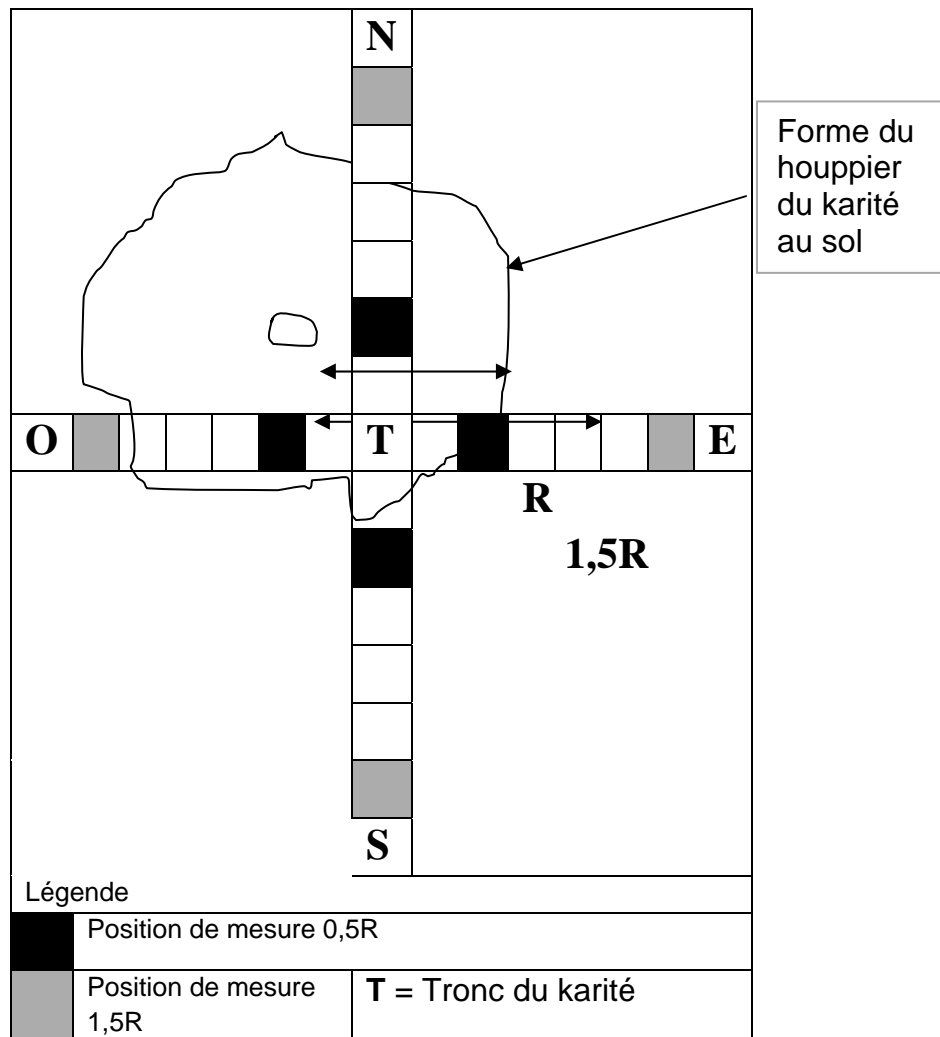 N
Forme du
houppier
du karité
au sol
O
T
E
R
1,5R
S
Légende
Position de mesure 0,5R
Position de mesure
1,5R
T = Tronc du karité